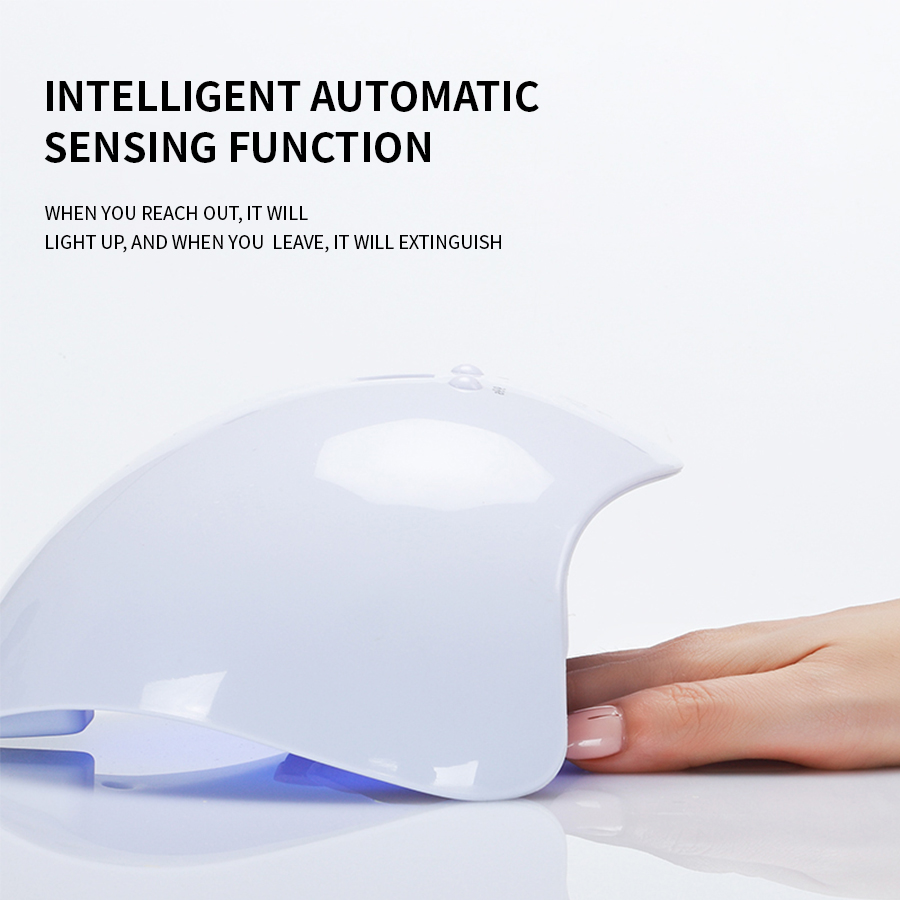 INTELLIGENT AUTOMATIC
SENSING FUNCTION
WHEN YOU REACH OUT, IT WILL
LIGHT UP, AND WHEN YOU LEAVE, IT WILL EXTINGUISH